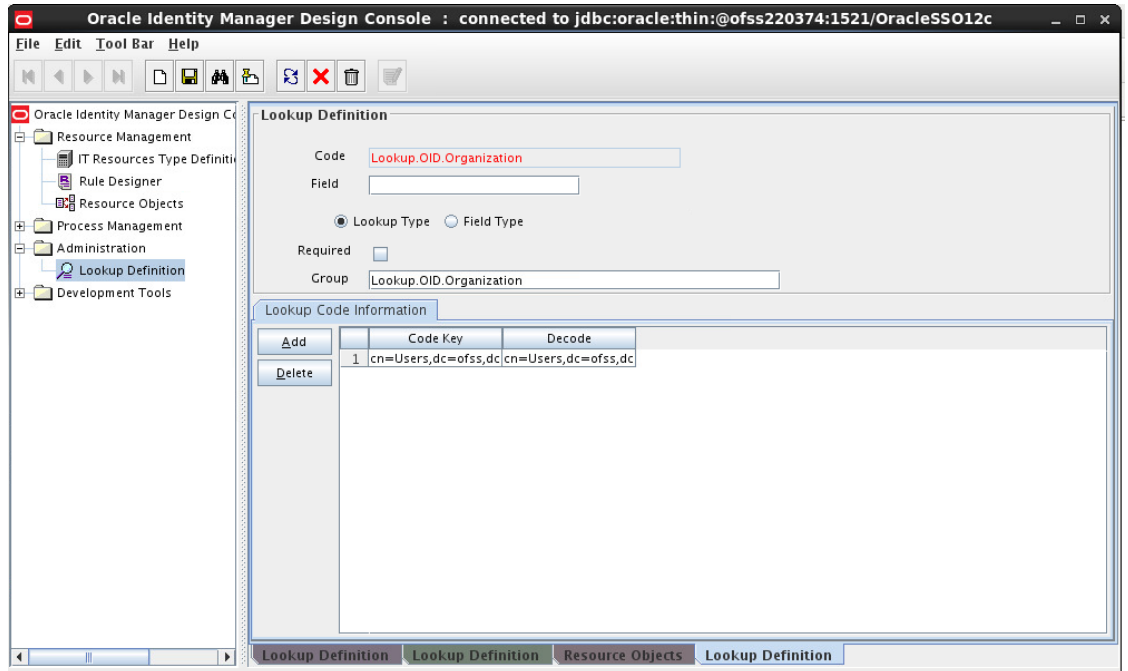 Oracle Identity Manager Design Console : connected to jdbc:oracle:thin:@ofss220374:1521/OracleSSO12c
File Edit Tool Bar Help
Oracle Identity Manager Design Co
Resource Management
IT Resources Type Definitio
Rule Designer
Resource Objects
Process Management
Administration
Lookup Definition
Development Tools
Lookup Definition
Code Lookup.OID.Organization
Field
Lookup Type Field Type
Required
Group Lookup.OID.Organization
Lookup Code Information
Add
Delete
Code Key Decode
1 cn=Users,dc=ofss,dc cn=Users,dc=ofss,dc
Lookup Definition Lookup Definition Resource Objects Lookup Definition